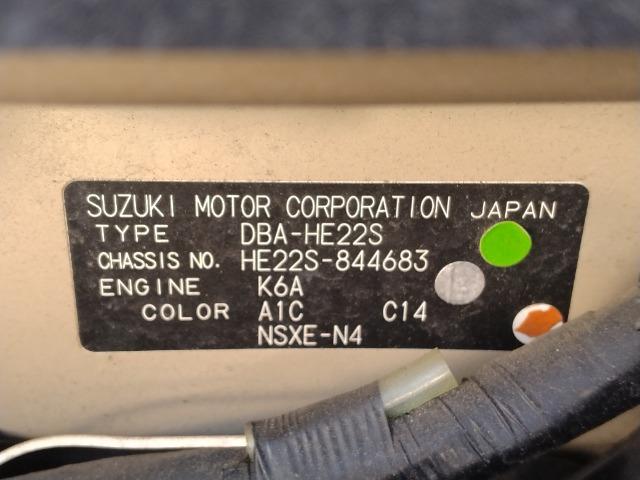 SUZUKI MOTOR CORPORATION JAPAN
TYPE DBA-HE22S
CHASSIS NO. HE22S-844683
ENGINE K6A
COLOR A1C C14
NSXE-N4